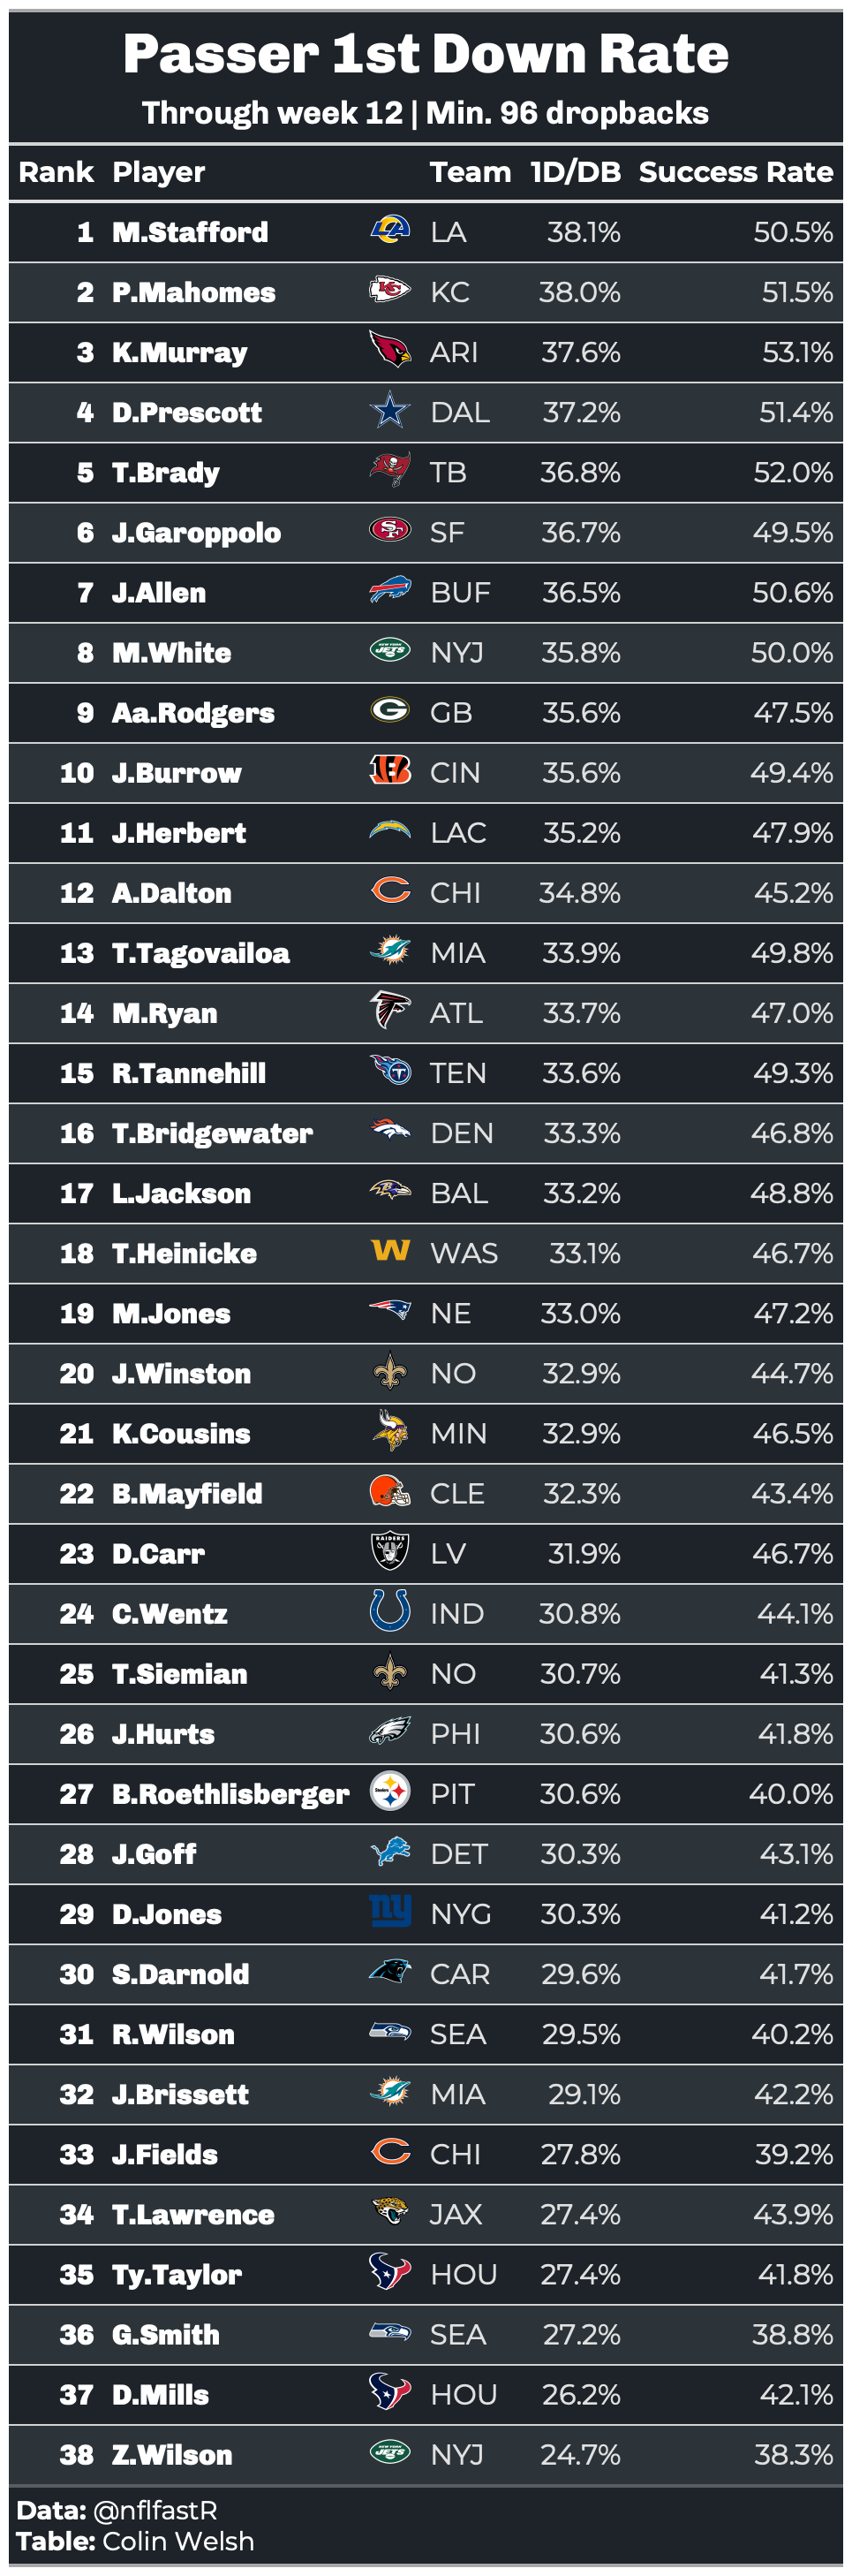 Passer 1st Down Rate
Through week 12 | Min. 96 dropbacks
Rank Player Team 1D/DB Success Rate
1 M.Stafford LA 38.1% 50.5%
2 P.Mahomes KC 38.0% 51.5%
3 K.Murray ARI 37.6% 53.1%
4 D.Prescott DAL 37.2% 51.4%
5 T.Brady TB 36.8% 52.0%
6 J.Garoppolo SF 36.7% 49.5%
7 J.Allen BUF 36.5% 50.6%
8 M.White NYJ 35.8% 50.0%
9 Aa.Rodgers GB 35.6% 47.5%
10 J.Burrow CIN 35.6% 49.4%
11 J.Herbert LAC 35.2% 47.9%
12 A.Dalton CHI 34.8% 45.2%
13 T.Tagovailoa MIA 33.9% 49.8%
14 M.Ryan ATL 33.7% 47.0%
15 R.Tannehill TEN 33.6% 49.3%
16 T.Bridgewater DEN 33.3% 46.8%
17 L.Jackson BAL 33.2% 48.8%
18 T.Heinicke WAS 33.1% 46.7%
19 M.Jones NE 33.0% 47.2%
20 J.Winston NO 32.9% 44.7%
21 K.Cousins MIN 32.9% 46.5%
22 B.Mayfield CLE 32.3% 43.4%
23 D.Carr LV 31.9% 46.7%
24 C.Wentz IND 30.8% 44.1%
25 T.Siemian NO 30.7% 41.3%
26 J.Hurts PHI 30.6% 41.8%
27 B.Roethlisberger PIT 30.6% 40.0%
28 J.Goff DET 30.3% 43.1%
29 D.Jones NYG 30.3% 41.2%
30 S.Darnold CAR 29.6% 41.7%
31 R.Wilson SEA 29.5% 40.2%
32 J.Brissett MIA 29.1% 42.2%
33 J.Fields CHI 27.8% 39.2%
34 T.Lawrence JAX 27.4% 43.9%
35 Ty.Taylor HOU 27.4% 41.8%
36 G.Smith SEA 27.2% 38.8%
37 D.Mills HOU 26.2% 42.1%
38 Z.Wilson NYJ 24.7% 38.3%
Data: @nflfastR
Table: Colin Welsh